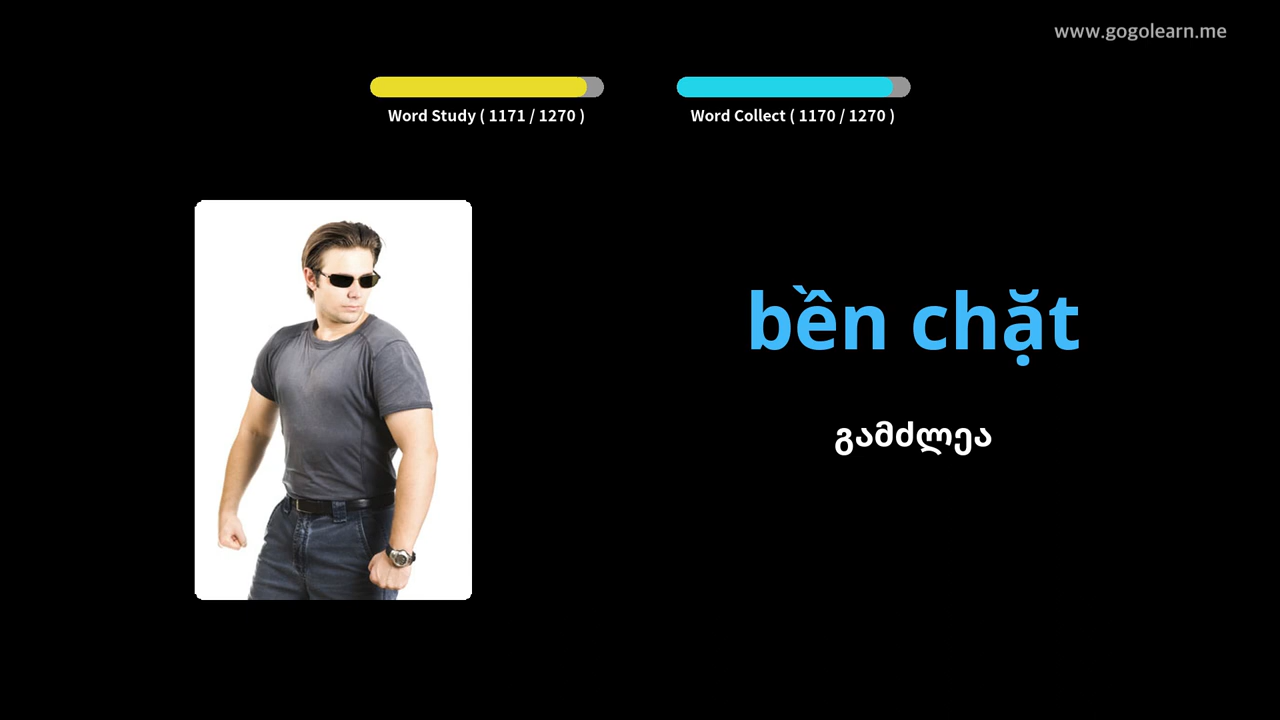 www.gogolearn.me
Word Study ( 1171 / 1270 )
Word Collect ( 1170 / 1270 )
bền chặt
გამძლეა